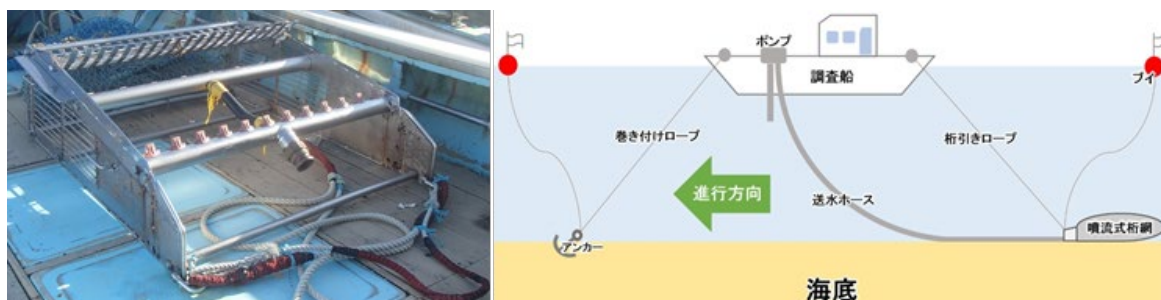 ポンプ
調査船
ブイ
巻き付けロープ
桁引きロープ
進行方向
送水ホース
アンカー
噴流式桁網
海底